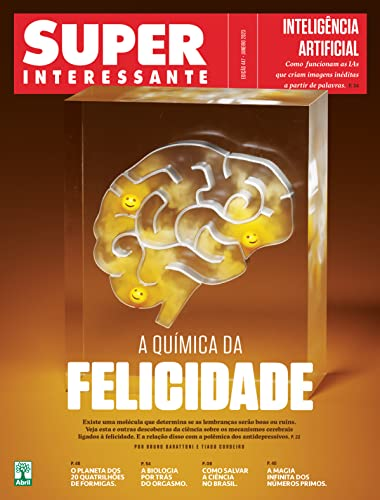 SUPER
INTERESSANTE
EDIÇÃO 447 - JANEIRO 2023
INTELIGÊNCIA
ARTIFICIAL
Como funcionam as IAs
que criam imagens inéditas
a partir de palavras. P. 34
A QUÍMICA DA
FELICIDADE
Existe uma molécula que determina se as lembranças serão boas ou ruins.
Veja esta e outras descobertas da ciência sobre os mecanismos cerebrais
ligados à felicidade. E a relação disso com a polêmica dos antidepressivos. P. 22
POR BRUNO GARATTONI E TIAGO CORDEIRO
Abril
P. 48
O PLANETA DOS
20 QUATRILHÕES
DE FORMIGAS.
P. 54
A BIOLOGIA
POR TRÁS
DO ORGASMO.
P. 08
COMO SALVAR
A CIÊNCIA
NO BRASIL.
P. 40
A MAGIA
INFINITA DOS
NÚMEROS PRIMOS.